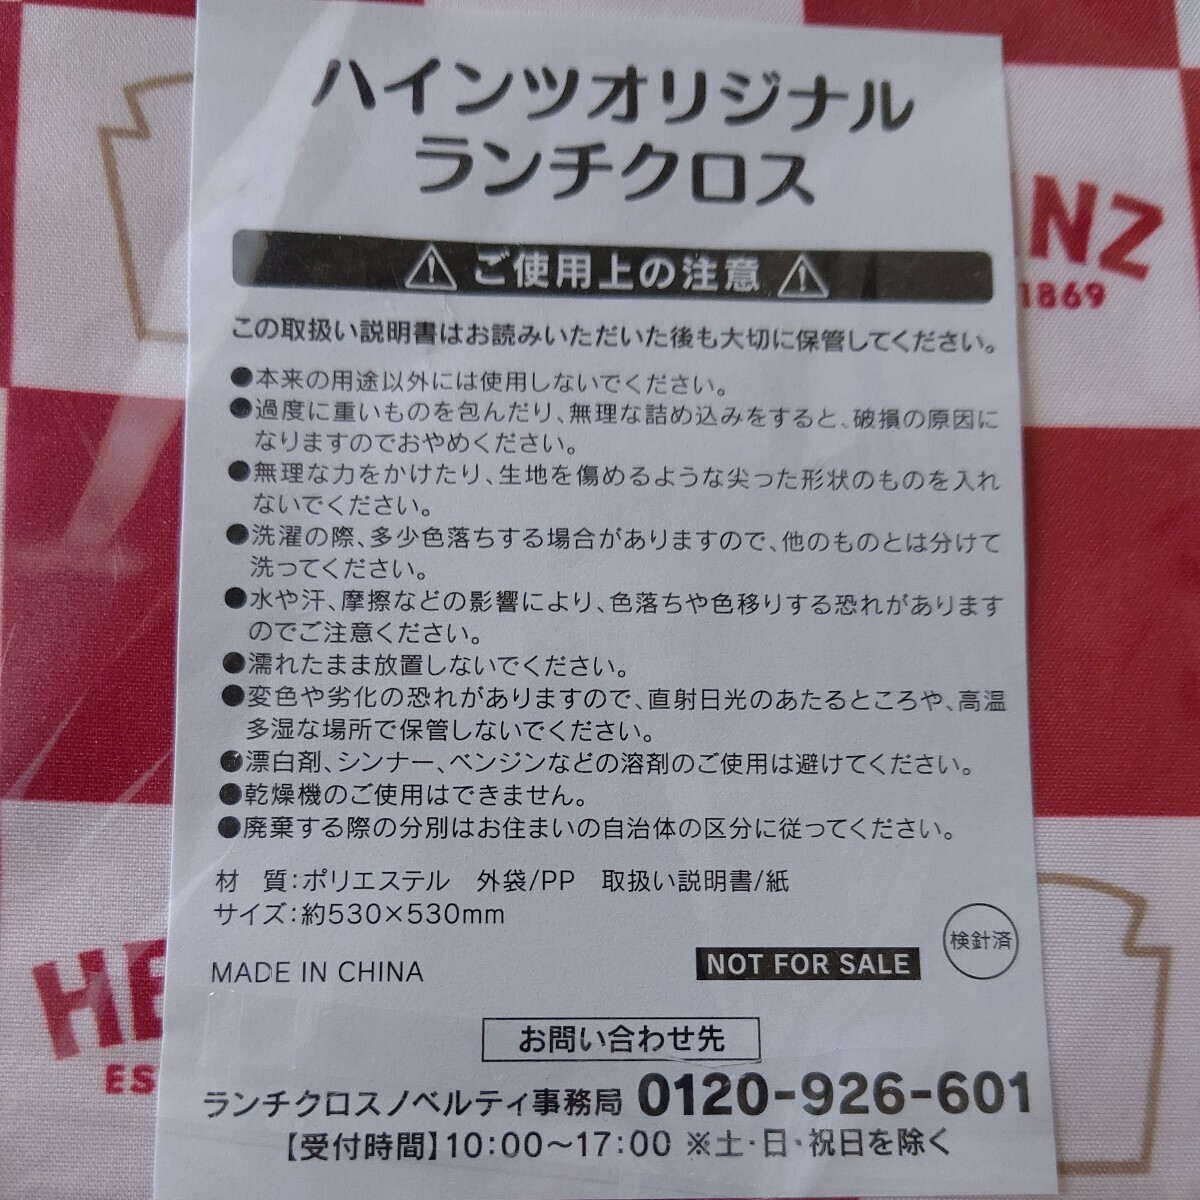 ハインツオリジナル
ランチクロス
⚠ ご使用上の注意 ⚠
この取扱い説明書はお読みいただいた後も大切に保管してください。
●本来の用途以外には使用しないでください。
●過度に重いものを包んだり、無理な詰め込みをすると、破損の原因に
なりますのでおやめください。
●無理な力をかけたり、生地を傷めるような尖った形状のものを入れ
ないでください。
●洗濯の際、多少色落ちする場合がありますので、他のものとは分けて
洗ってください。
●水や汗、摩擦などの影響により、色落ちや色移りする恐れがあります
のでご注意ください。
●濡れたまま放置しないでください。
●変色や劣化の恐れがありますので、直射日光のあたるところや、高温
多湿な場所で保管しないでください。
●漂白剤、シンナー、ベンジンなどの溶剤のご使用は避けてください。
●乾燥機のご使用はできません。
●廃棄する際の分別はお住まいの自治体の区分に従ってください。
材　質：ポリエステル　外袋/PP　取扱い説明書/紙
サイズ：約530×530mm
MADE IN CHINA
NOT FOR SALE
検針済
お問い合わせ先
ランチクロスノベルティ事務局 0120-926-601
【受付時間】10:00～17:00 ※土・日・祝日を除く
NZ
1869
HE
ES